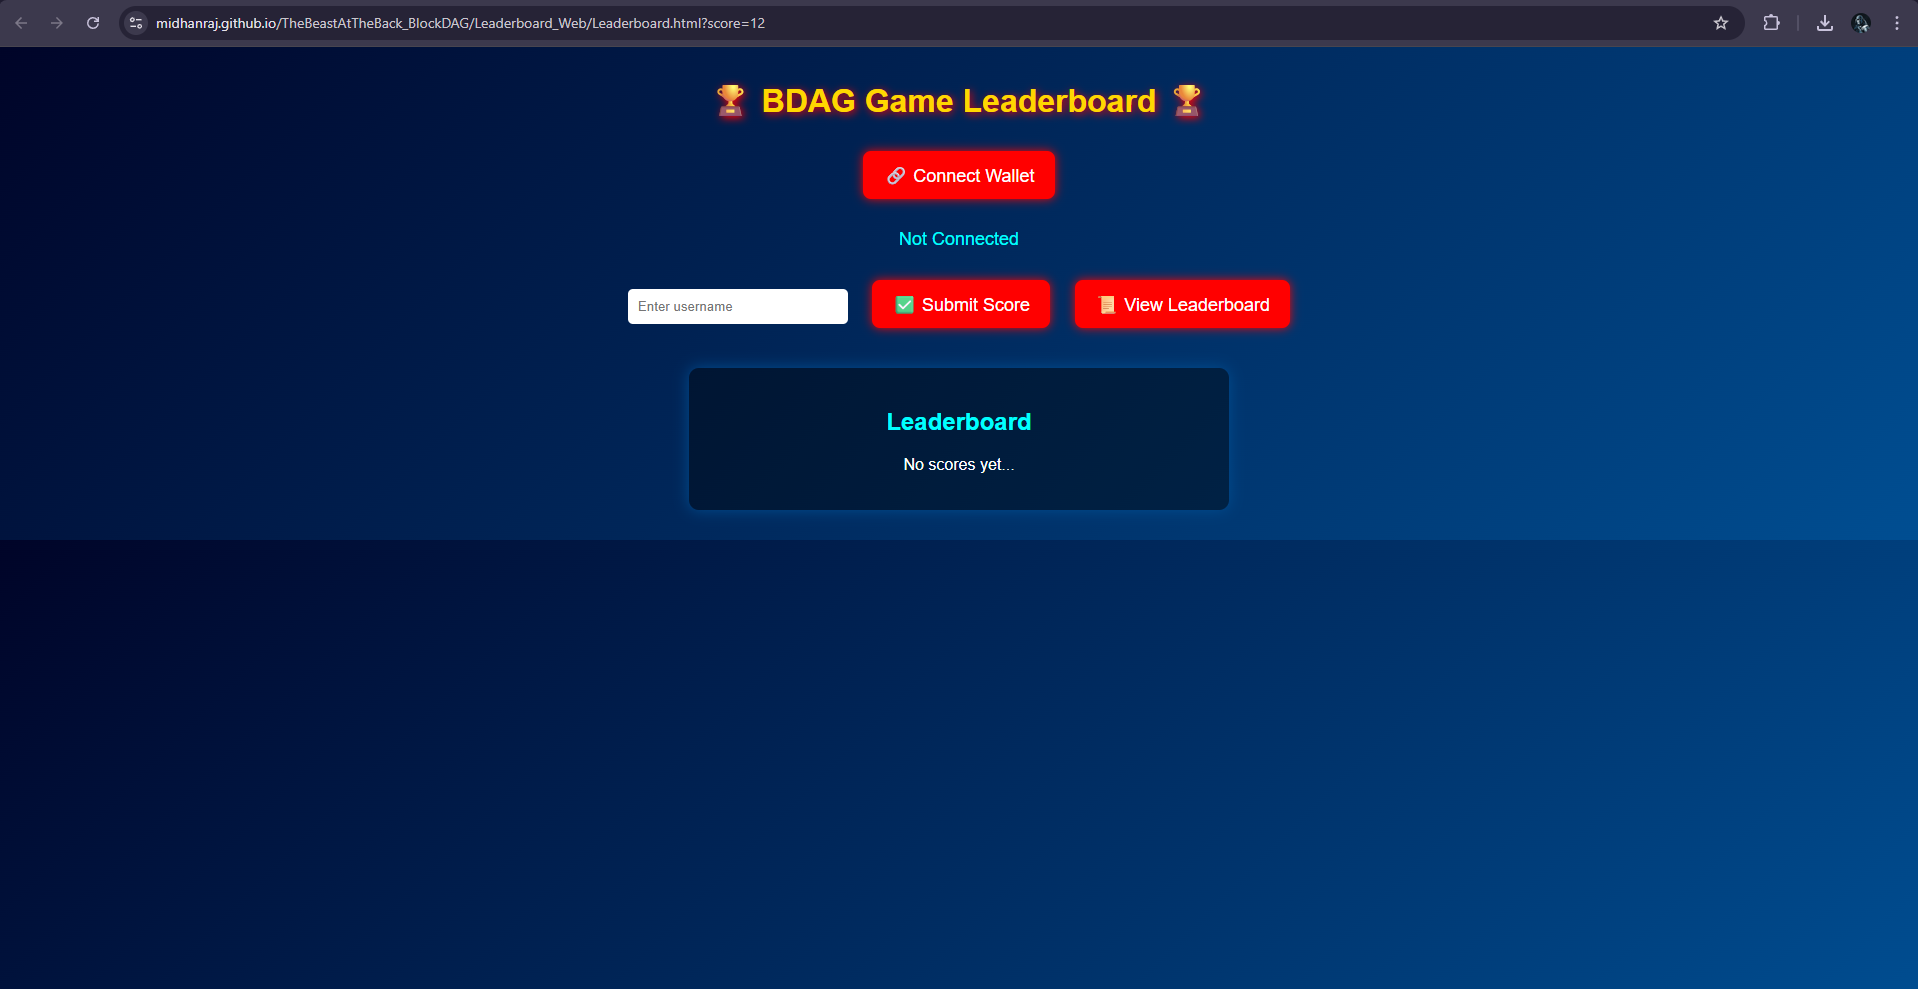 midhanraj.github.io/TheBeastAtTheBack_BlockDAG/Leaderboard_Web/Leaderboard.html?score=12
🏆 BDAG Game Leaderboard 🏆
🔗 Connect Wallet
Not Connected
Enter username ✅ Submit Score 📜 View Leaderboard
Leaderboard
No scores yet...